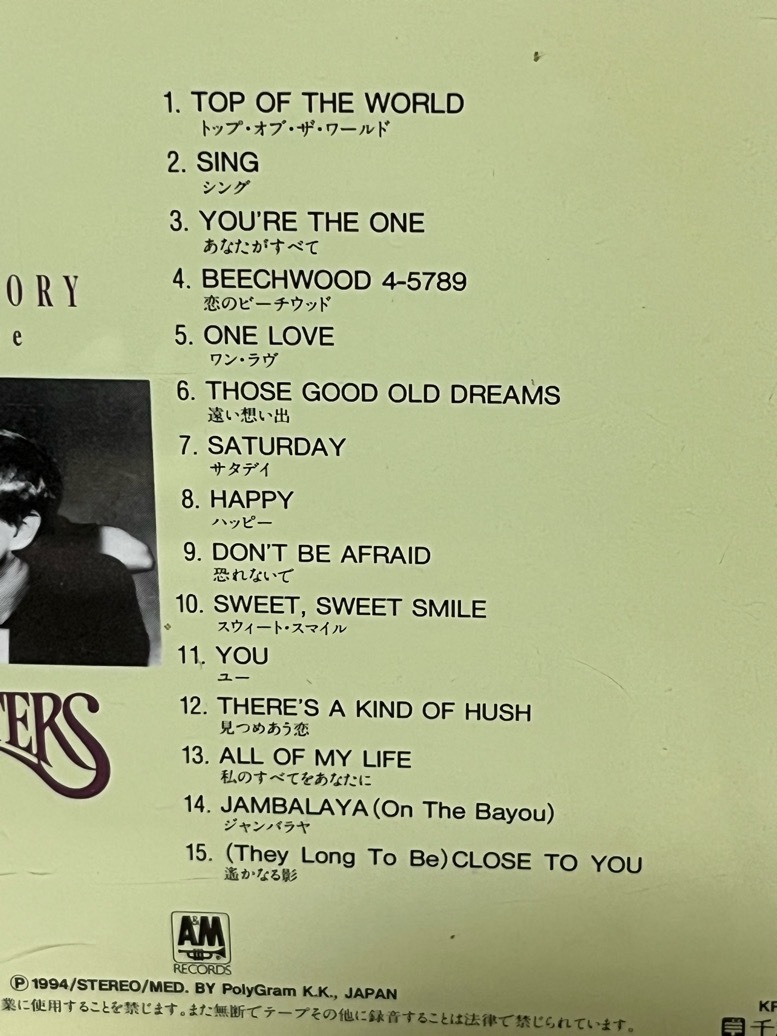 1. TOP OF THE WORLD
トップ・オブ・ザ・ワールド
2. SING
シング
3. YOU'RE THE ONE
あなたがすべて
4. BEECHWOOD 4-5789
恋のビーチウッド
5. ONE LOVE
ワン・ラヴ
6. THOSE GOOD OLD DREAMS
遠い想い出
7. SATURDAY
サタデイ
8. HAPPY
ハッピー
9. DON'T BE AFRAID
恐れないで
10. SWEET, SWEET SMILE
スウィート・スマイル
11. YOU
ユー
12. THERE'S A KIND OF HUSH
見つめあう恋
13. ALL OF MY LIFE
私のすべてをあなたに
14. JAMBALAYA (On The Bayou)
ジャンバラヤ
15. (They Long To Be) CLOSE TO YOU
遙かなる影
ORY
e
TERS
A&M
RECORDS
Ⓟ1994/STEREO/MED. BY PolyGram K.K., JAPAN
業に使用することを禁じます。また無断でテープその他に録音することは法律で禁じられています。
KP